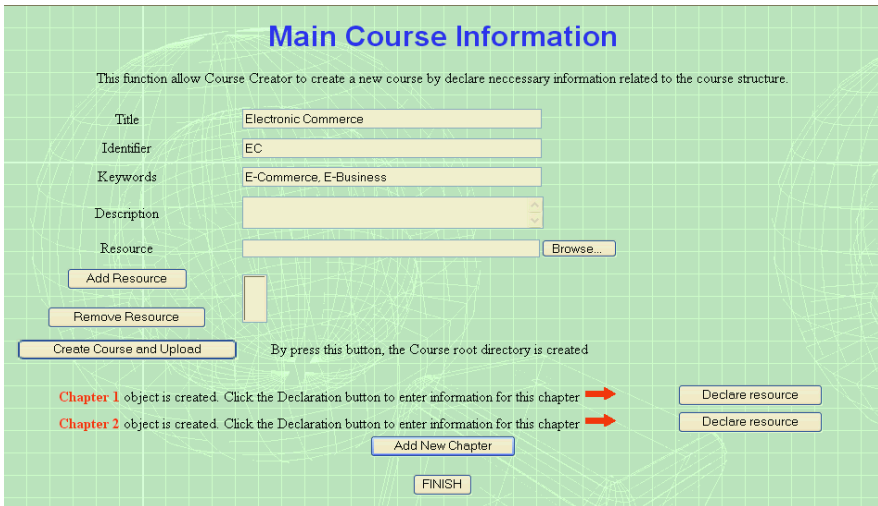 Main Course Information
This function allow Course Creator to create a new course by declare neccessary information related to the course structure.
Title Electronic Commerce
Identifier EC
Keywords E-Commerce, E-Business
Description
Resource Browse...
Add Resource
Remove Resource
Create Course and Upload By press this button, the Course root directory is created
Chapter 1 object is created. Click the Declaration button to enter information for this chapter Declare resource
Chapter 2 object is created. Click the Declaration button to enter information for this chapter Declare resource
Add New Chapter
FINISH